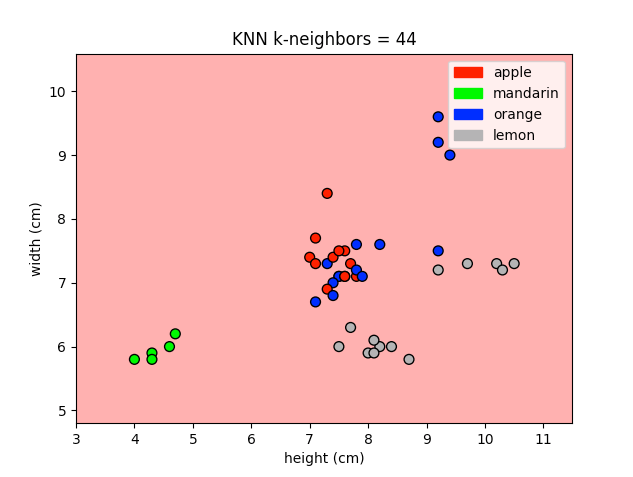 KNN k-neighbors = 44
apple
mandarin
orange
lemon
10
9
8
7
6
5
width (cm)
3 4 5 6 7 8 9 10 11
height (cm)